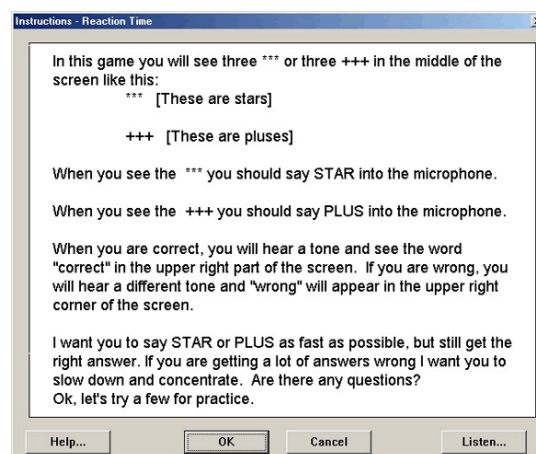 Instructions - Reaction Time
In this game you will see three *** or three +++ in the middle of the
screen like this:
*** [These are stars]
+++ [These are pluses]
When you see the *** you should say STAR into the microphone.
When you see the +++ you should say PLUS into the microphone.
When you are correct, you will hear a tone and see the word
"correct" in the upper right part of the screen. If you are wrong, you
will hear a different tone and "wrong" will appear in the upper right
corner of the screen.
I want you to say STAR or PLUS as fast as possible, but still get the
right answer. If you are getting a lot of answers wrong I want you to
slow down and concentrate. Are there any questions?
Ok, let's try a few for practice.
Help... OK Cancel Listen...